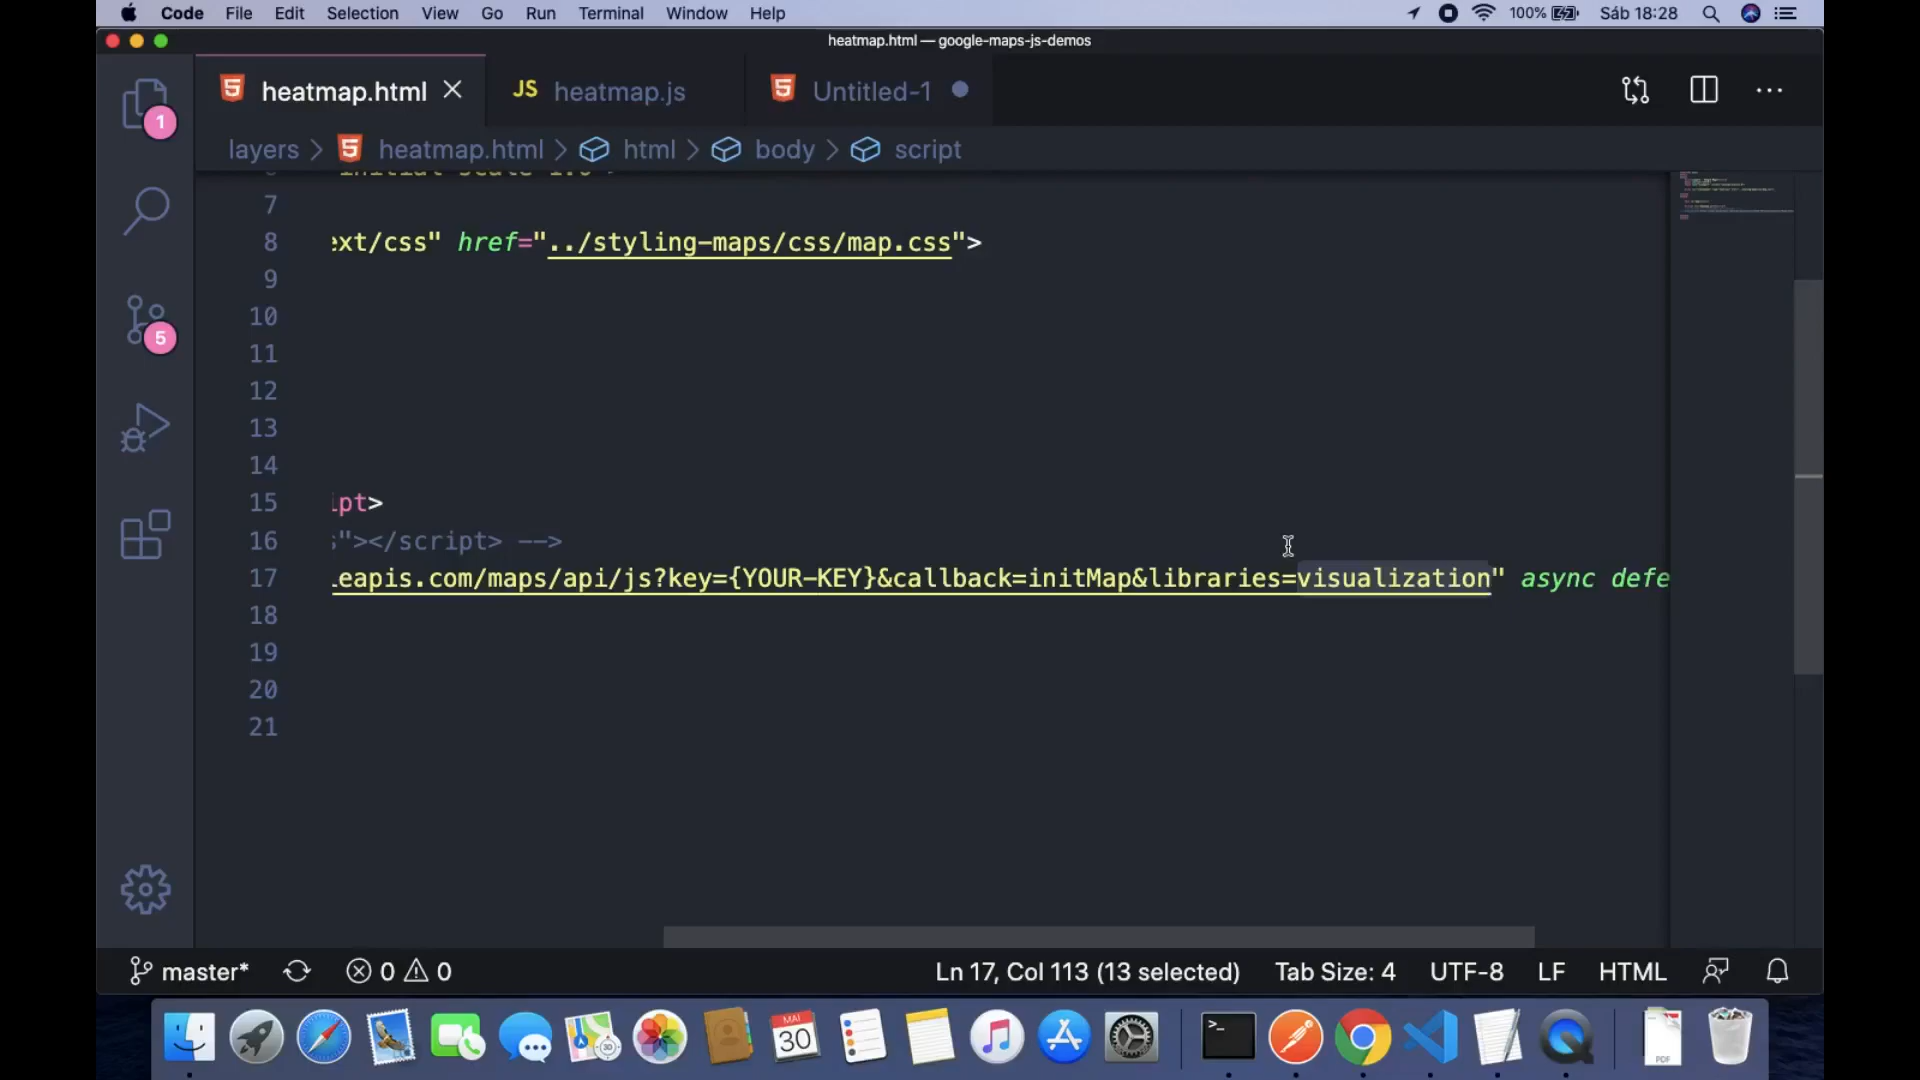 Code File Edit Selection View Go Run Terminal Window Help 100% Sáb 18:28
heatmap.html — google-maps-js-demos
heatmap.html JS heatmap.js Untitled-1
layers > heatmap.html > html > body > script
1
5
7
8 ext/css" href="../styling-maps/css/map.css">
9
10
11
12
13
14
15 ipt>
16 s"></script> -->
17 eapis.com/maps/api/js?key={YOUR-KEY}&callback=initMap&libraries=visualization" async defe
18
19
20
21
master* 0 0 Ln 17, Col 113 (13 selected) Tab Size: 4 UTF-8 LF HTML
MAI
30
PDF